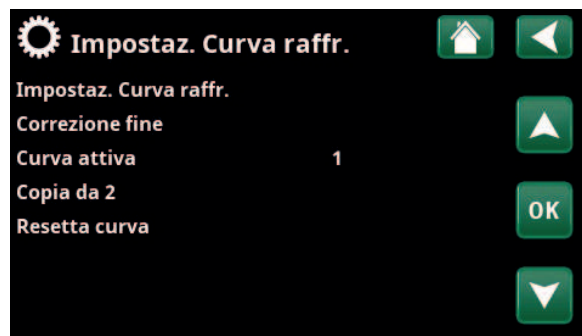 Impostaz. Curva raffr.
Impostaz. Curva raffr.
Correzione fine
Curva attiva 1
Copia da 2
OK
Resetta curva